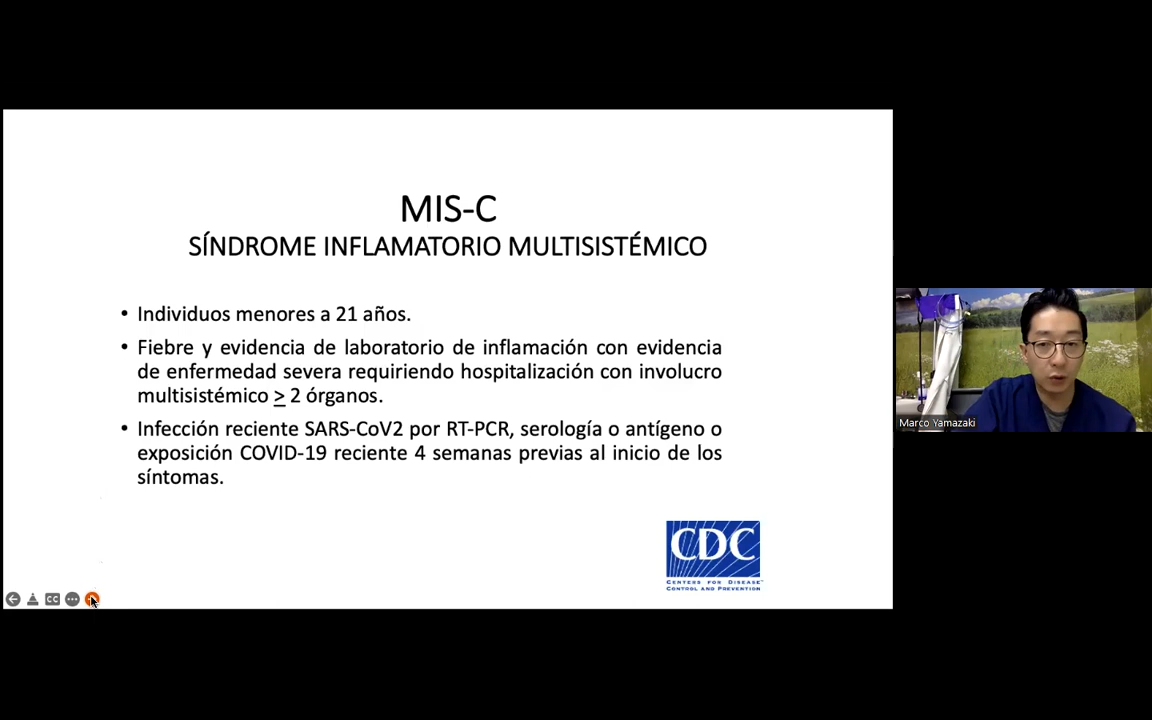 MIS-C
SÍNDROME INFLAMATORIO MULTISISTÉMICO
• Individuos menores a 21 años.
• Fiebre y evidencia de laboratorio de inflamación con evidencia
de enfermedad severa requiriendo hospitalización con involucro
multisistémico > 2 órganos.
• Infección reciente SARS-CoV2 por RT-PCR, serología o antígeno o
exposición COVID-19 reciente 4 semanas previas al inicio de los
síntomas.
CDC
CENTERS FOR DISEASE™
CONTROL AND PREVENTION
CC
Marco Yamazaki